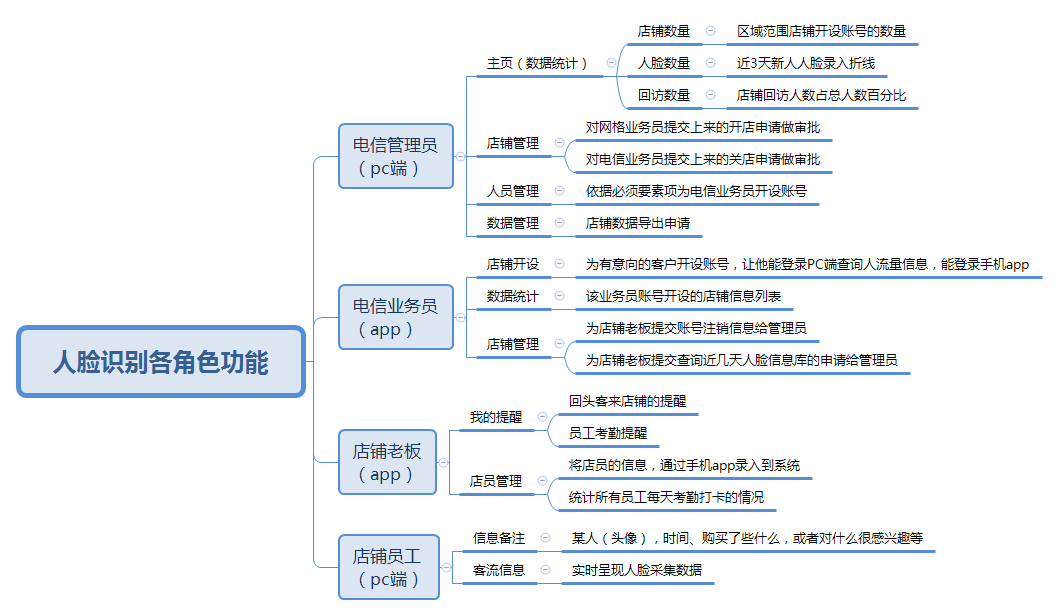 人脸识别各角色功能
电信管理员
（pc端）
主页（数据统计）
店铺数量
区域范围店铺开设账号的数量
人脸数量
近3天新人人脸录入折线
回访数量
店铺回访人数占总人数百分比
店铺管理
对网格业务员提交上来的开店申请做审批
对电信业务员提交上来的关店申请做审批
人员管理
依据必须要素项为电信业务员开设账号
数据管理
店铺数据导出申请
电信业务员
（app）
店铺开设
为有意向的客户开设账号，让他能登录PC端查询人流量信息，能登录手机app
数据统计
该业务员账号开设的店铺信息列表
店铺管理
为店铺老板提交账号注销信息给管理员
为店铺老板提交查询近几天人脸信息库的申请给管理员
店铺老板
（app）
我的提醒
回头客来店铺的提醒
员工考勤提醒
店员管理
将店员的信息，通过手机app录入到系统
统计所有员工每天考勤打卡的情况
店铺员工
（pc端）
信息备注
某人（头像），时间、购买了些什么，或者对什么很感兴趣等
客流信息
实时呈现人脸采集数据